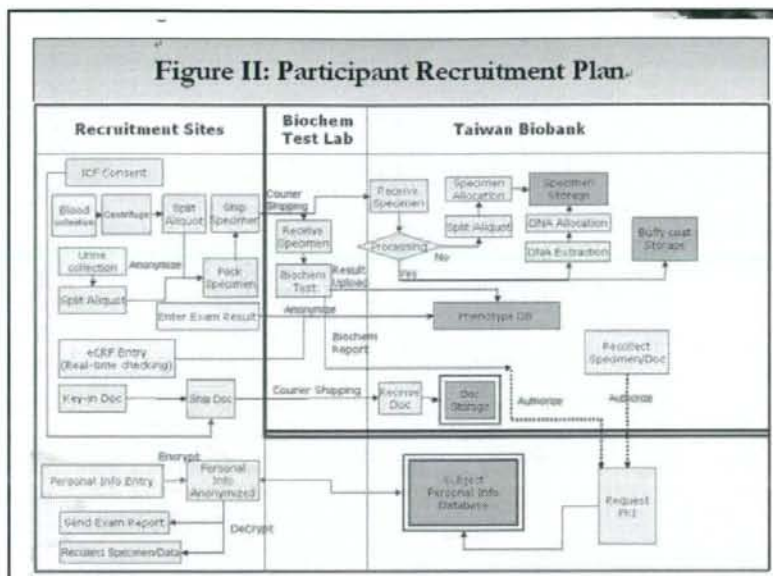 Figure II: Participant Recruitment Plan
Recruitment Sites
Biochem
Test Lab
Taiwan Biobank
ICF Consent
Blood
collection
Centrifuge
Split
Aliquot
Ship
Specimen
Courier
Shipping
Urine
collection
Anonymize
Split Aliquot
Pack
Specimen
Enter Exam Result
eCRF Entry
(Real-time checking)
Key-in Doc
Ship Doc
Receive
Specimen
Biochem
Test
Result
Upload
Anonymize
Biochem
Report
Courier Shipping
Receive
Specimen
Processing
No
Yes
Specimen
Allocation
Split Aliquot
Specimen
Storage
DNA Allocation
DNA Extraction
Buffy coat
Storage
Phenotype DB
Recollect
Specimen/Doc
Receive
Doc
Doc
Storage
Authorize
Authorize
Encrypt
Personal Info Entry
Personal
Info
Anonymized
DeCrypt
Send Exam Report
Recollect Specimen/Data
Subject
Personal Info
Database
Request